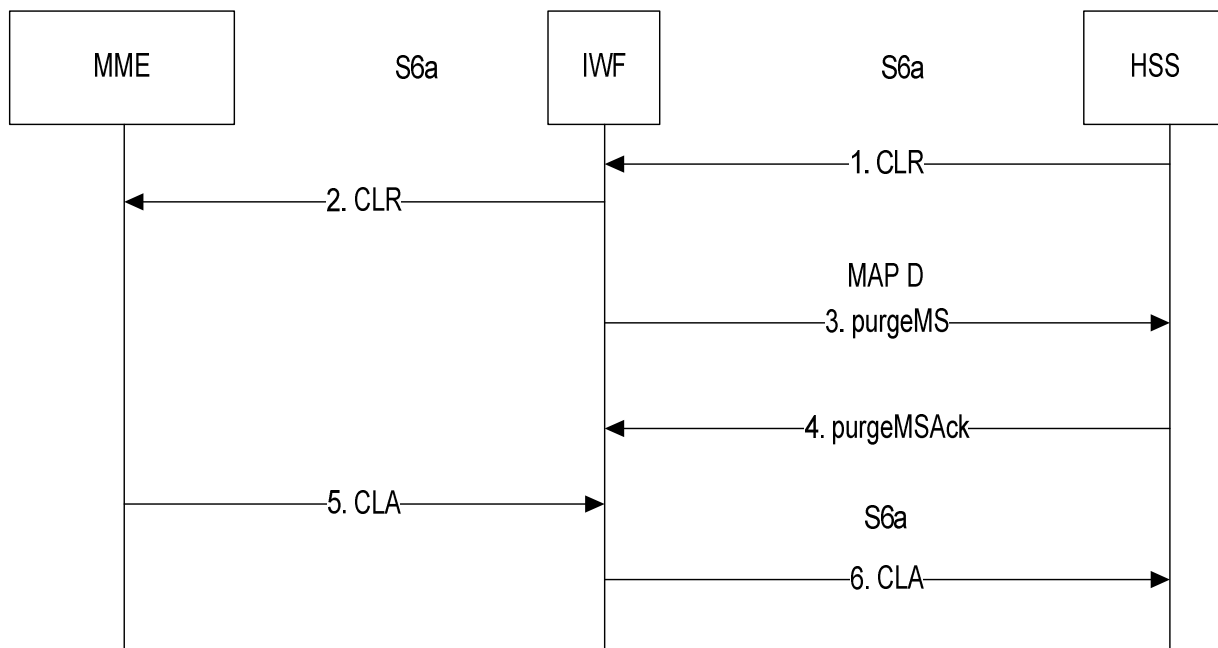 MME
S6a
IWF
S6a
HSS
1. CLR
2. CLR
MAP D
3. purgeMS
4. purgeMSAck
5. CLA
S6a
6. CLA